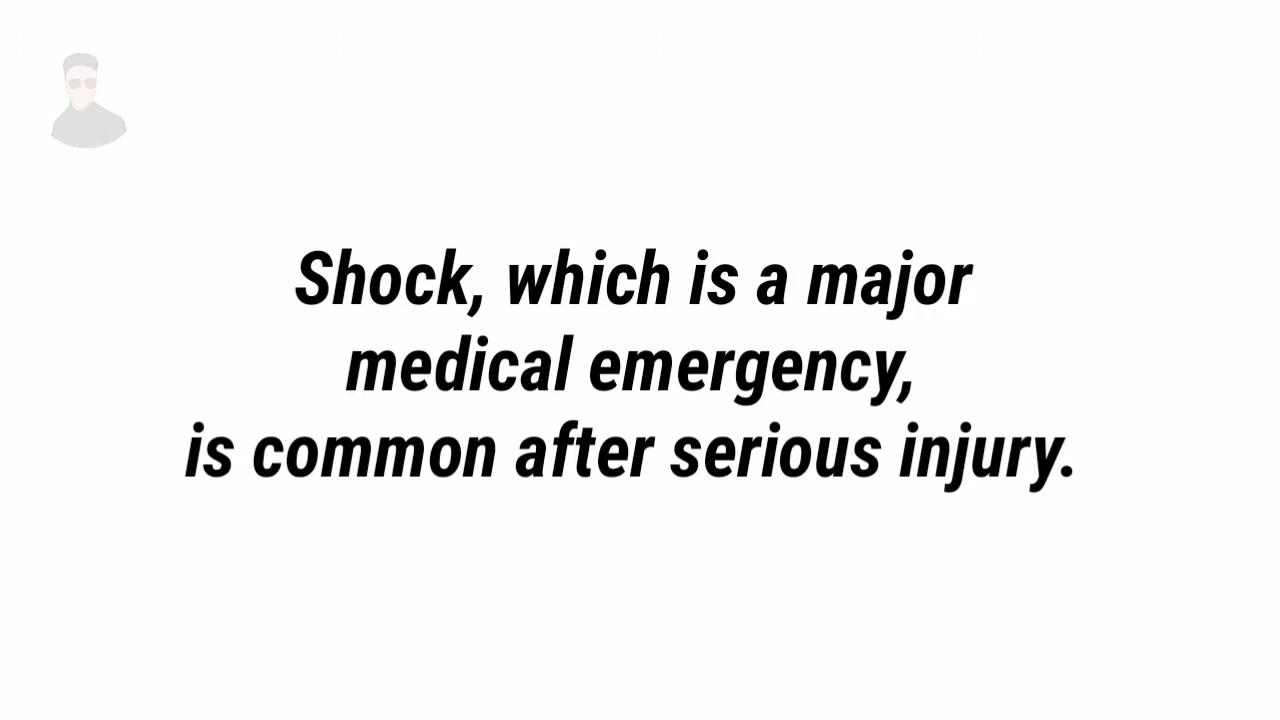 Shock, which is a major
medical emergency,
is common after serious injury.